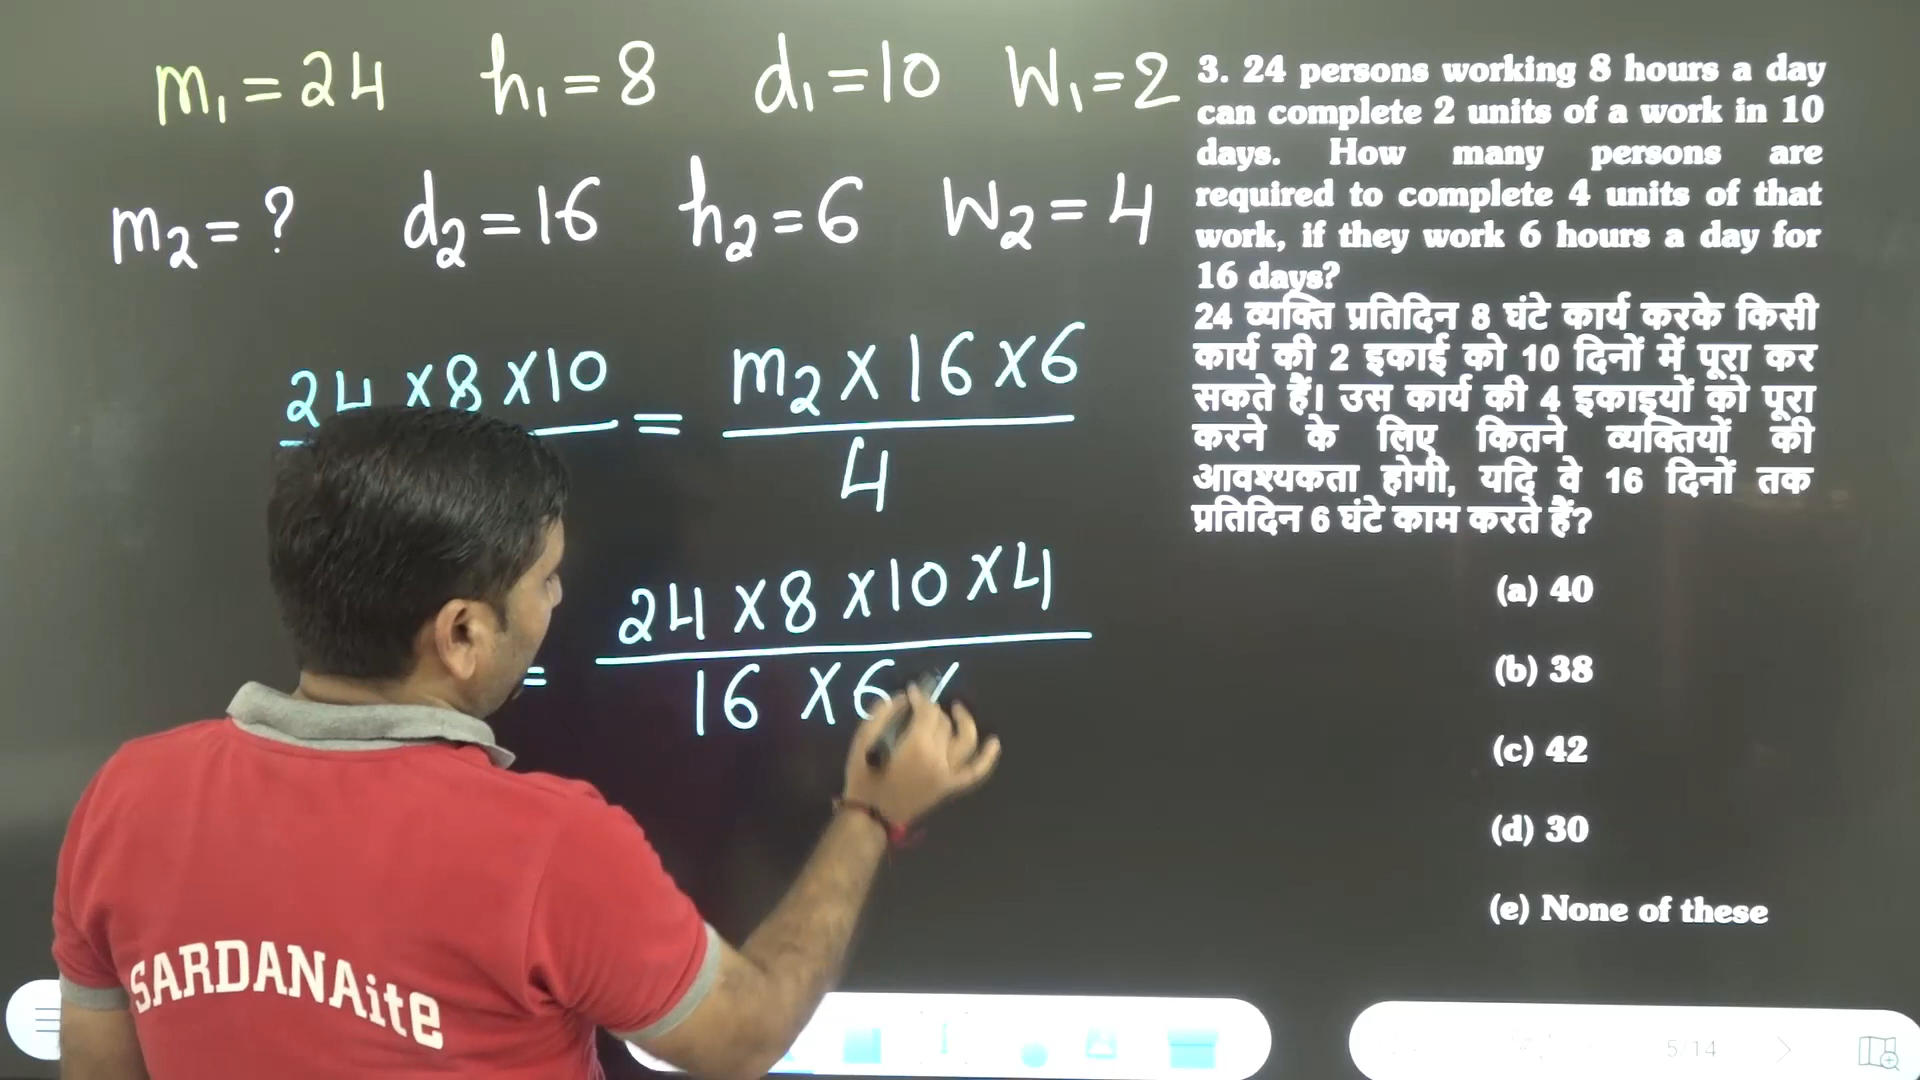 m₁ = 24 h₁ = 8 d₁ = 10 W₁ = 2
m₂ = ? d₂ = 16 h₂ = 6 W₂ = 4
24 × 8 × 10 = m₂ × 16 × 6
4
24 × 8 × 10 × 4
=
16 × 6 ×
3. 24 persons working 8 hours a day
can complete 2 units of a work in 10
days. How many persons are
required to complete 4 units of that
work, if they work 6 hours a day for
16 days?
24 व्यक्ति प्रतिदिन 8 घंटे कार्य करके किसी
कार्य की 2 इकाई को 10 दिनों में पूरा कर
सकते हैं। उस कार्य की 4 इकाइयों को पूरा
करने के लिए कितने व्यक्तियों की
आवश्यकता होगी, यदि वे 16 दिनों तक
प्रतिदिन 6 घंटे काम करते हैं?
(a) 40
(b) 38
(c) 42
(d) 30
(e) None of these
SARDANAite
5/14